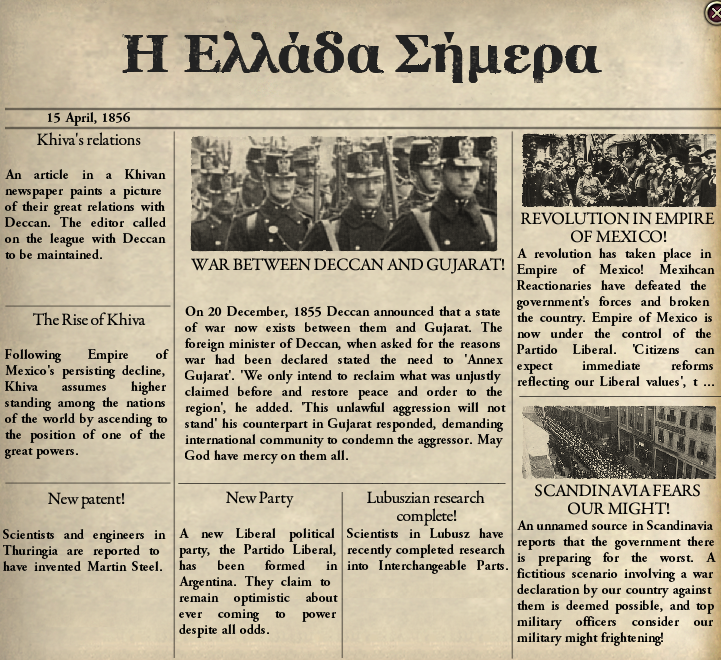 Η Ελλάδα Σήμερα
15 April, 1856
Khiva's relations
An article in a Khivan
newspaper paints a picture
of their great relations with
Deccan. The editor called
on the league with Deccan
to be maintained.
The Rise of Khiva
Following Empire of
Mexico's persisting decline,
Khiva assumes higher
standing among the nations
of the world by ascending to
the position of one of the
great powers.
New patent!
Scientists and engineers in
Thuringia are reported to
have invented Martin Steel.
WAR BETWEEN DECCAN AND GUJARAT!
On 20 December, 1855 Deccan announced that a state
of war now exists between them and Gujarat. The
foreign minister of Deccan, when asked for the reasons
war had been declared stated the need to 'Annex
Gujarat'. 'We only intend to reclaim what was unjustly
claimed before and restore peace and order to the
region', he added. 'This unlawful aggression will not
stand' his counterpart in Gujarat responded, demanding
international community to condemn the aggressor. May
God have mercy on them all.
New Party
A new Liberal political
party, the Partido Liberal,
has been formed in
Argentina. They claim to
remain optimistic about
ever coming to power
despite all odds.
Lubuszian research
complete!
Scientists in Lubusz have
recently completed research
into Interchangeable Parts.
REVOLUTION IN EMPIRE
OF MEXICO!
A revolution has taken place in
Empire of Mexico! Mexihcan
Reactionaries have defeated the
government's forces and broken
the country. Empire of Mexico is
now under the control of the
Partido Liberal. 'Citizens can
expect immediate reforms
reflecting our Liberal values', t ...
SCANDINAVIA FEARS
OUR MIGHT!
An unnamed source in Scandinavia
reports that the government there
is preparing for the worst. A
fictitious scenario involving a war
declaration by our country against
them is deemed possible, and top
military officers consider our
military might frightening!